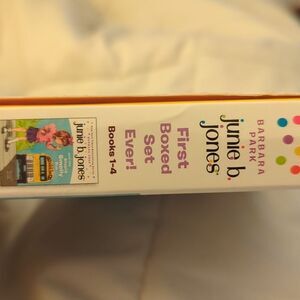 BARBARA
PARK
junie b.
jones
First
Boxed
Set
Ever!
Books 1-4
junie b. jones